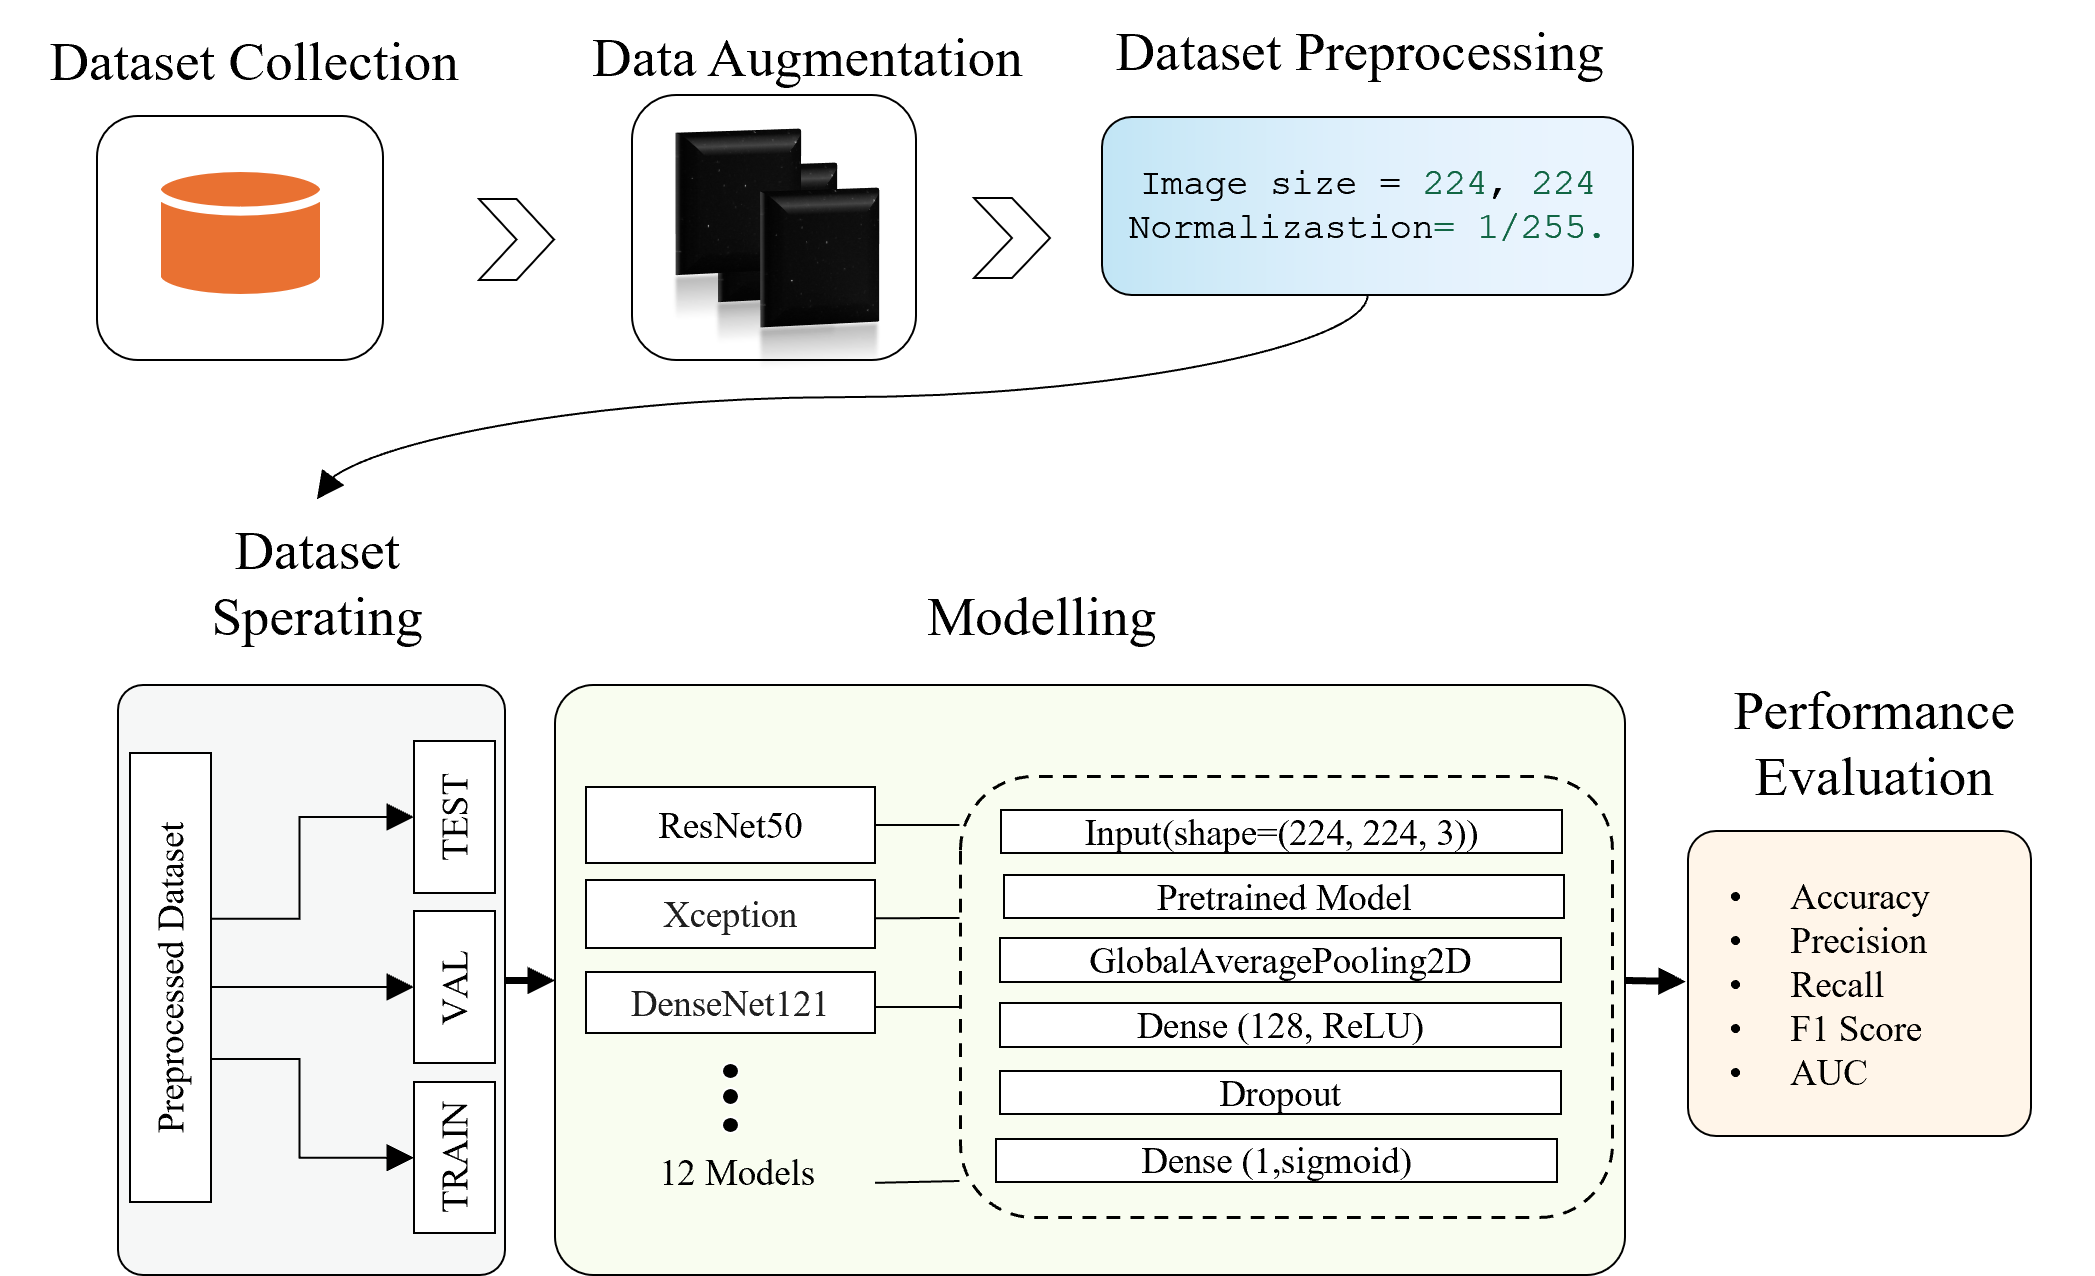 Dataset Collection
Data Augmentation
Dataset Preprocessing
Image size = 224, 224
Normalizastion= 1/255.
Dataset
Sperating
Preprocessed Dataset
TEST
VAL
TRAIN
Modelling
ResNet50
Xception
DenseNet121
12 Models
Input(shape=(224, 224, 3))
Pretrained Model
GlobalAveragePooling2D
Dense (128, ReLU)
Dropout
Dense (1,sigmoid)
Performance
Evaluation
• Accuracy
• Precision
• Recall
• F1 Score
• AUC